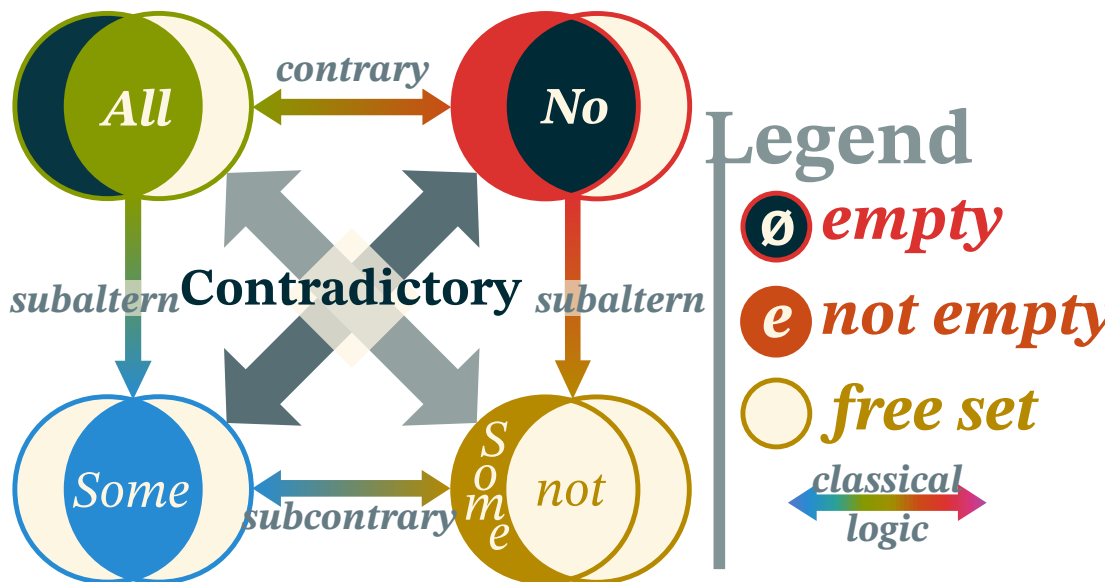 All
contrary
No
Legend
ø empty
subaltern
Contradictory
subaltern
e not empty
free set
Some
subcontrary
Some
not
classical
logic